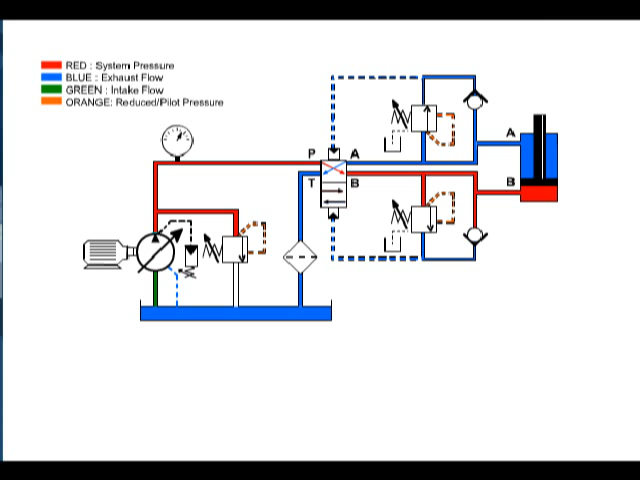 RED : System Pressure
BLUE : Exhaust Flow
GREEN : Intake Flow
ORANGE: Reduced/Pilot Pressure
P A
T B
A
B